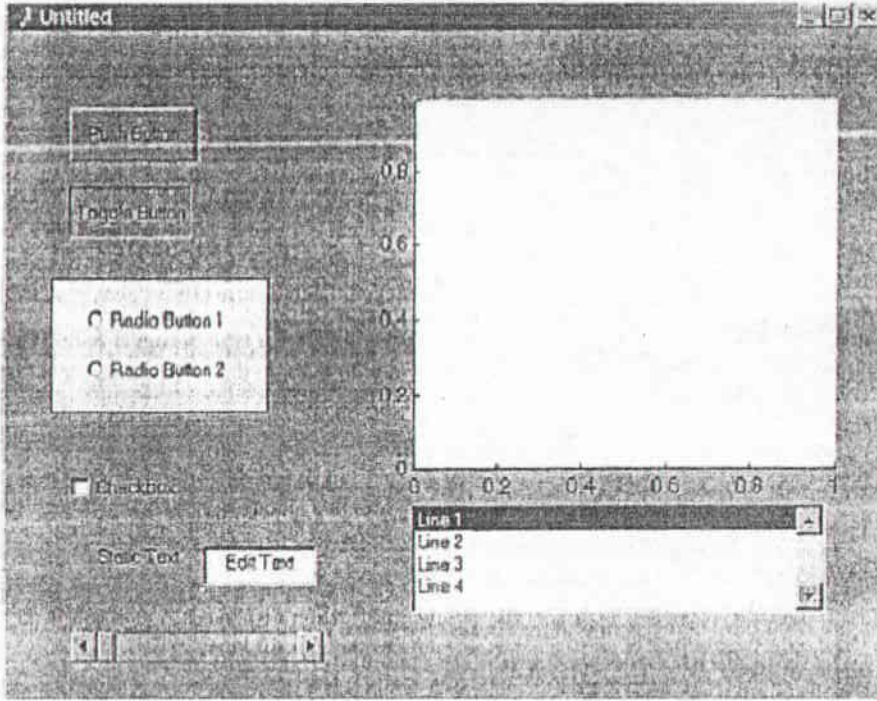 Untitled
Push Button
Toggle Button
Radio Button 1
Radio Button 2
Checkbox
Static Text
Edit Text
0.8
0.6
0.4
0.2
0
0
0.2
0.4
0.6
0.8
1
Line 1
Line 2
Line 3
Line 4